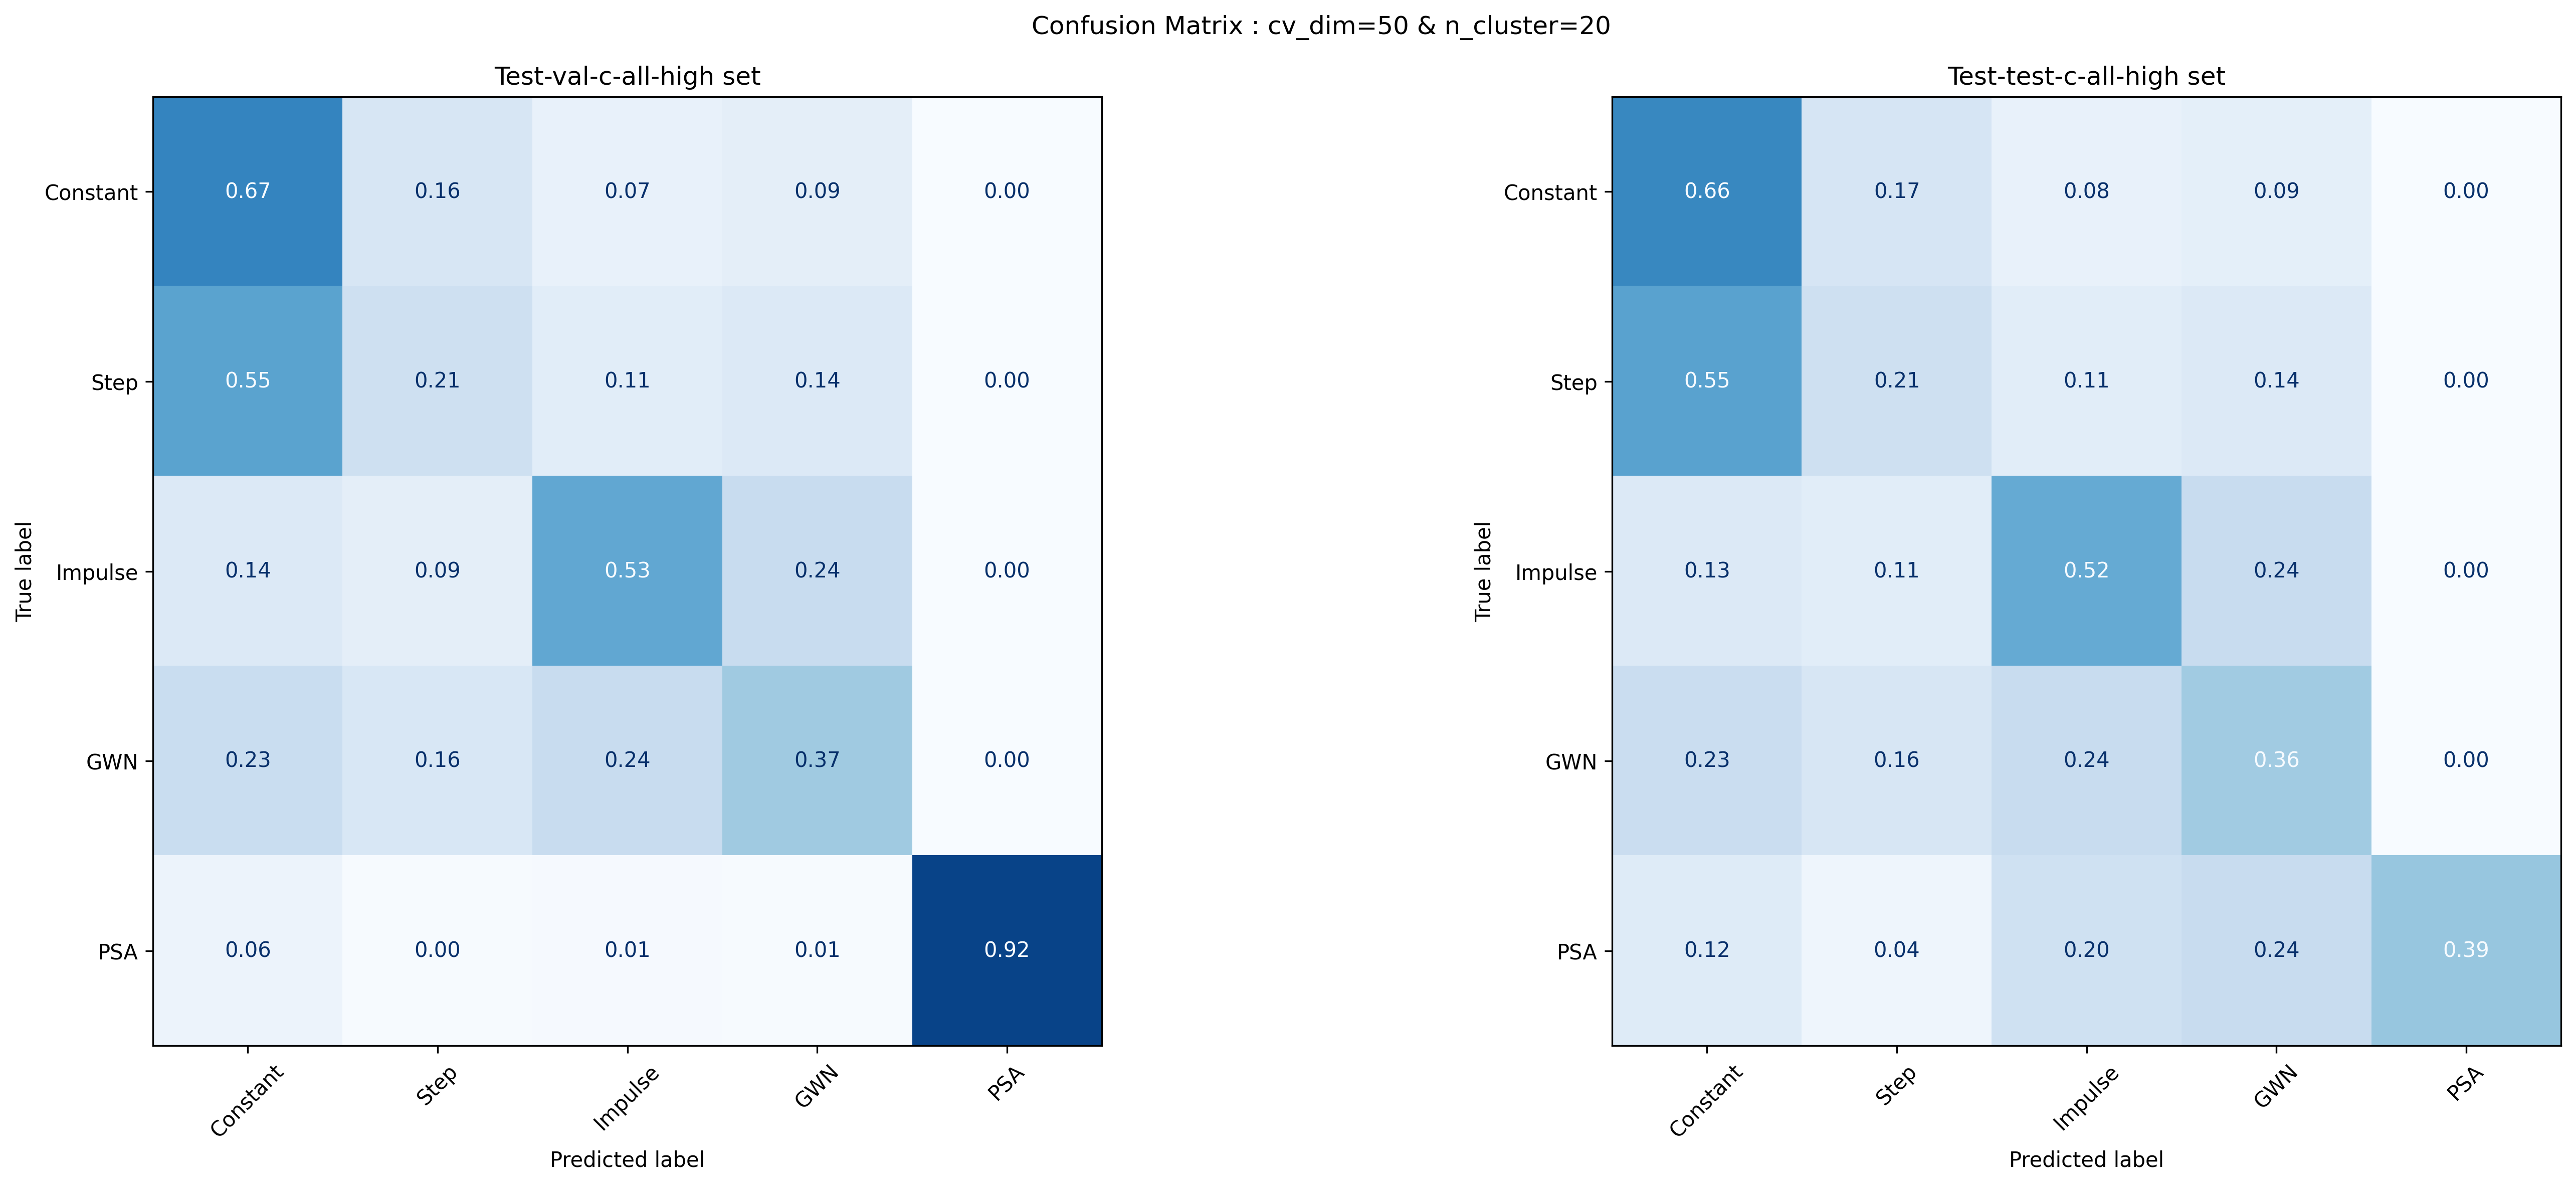 Confusion Matrix : cv_dim=50 & n_cluster=20
Test-val-c-all-high set
True label
Constant 0.67 0.16 0.07 0.09 0.00
Step 0.55 0.21 0.11 0.14 0.00
Impulse 0.14 0.09 0.53 0.24 0.00
GWN 0.23 0.16 0.24 0.37 0.00
PSA 0.06 0.00 0.01 0.01 0.92
Constant Step Impulse GWN PSA
Predicted label
Test-test-c-all-high set
True label
Constant 0.66 0.17 0.08 0.09 0.00
Step 0.55 0.21 0.11 0.14 0.00
Impulse 0.13 0.11 0.52 0.24 0.00
GWN 0.23 0.16 0.24 0.36 0.00
PSA 0.12 0.04 0.20 0.24 0.39
Constant Step Impulse GWN PSA
Predicted label